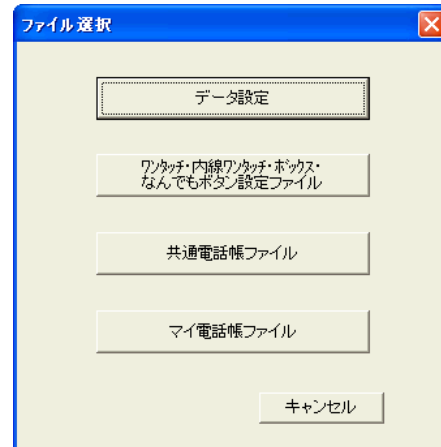 ファイル選択
データ設定
ワンタッチ・内線ワンタッチ・ボックス・
なんでもボタン設定ファイル
共通電話帳ファイル
マイ電話帳ファイル
キャンセル